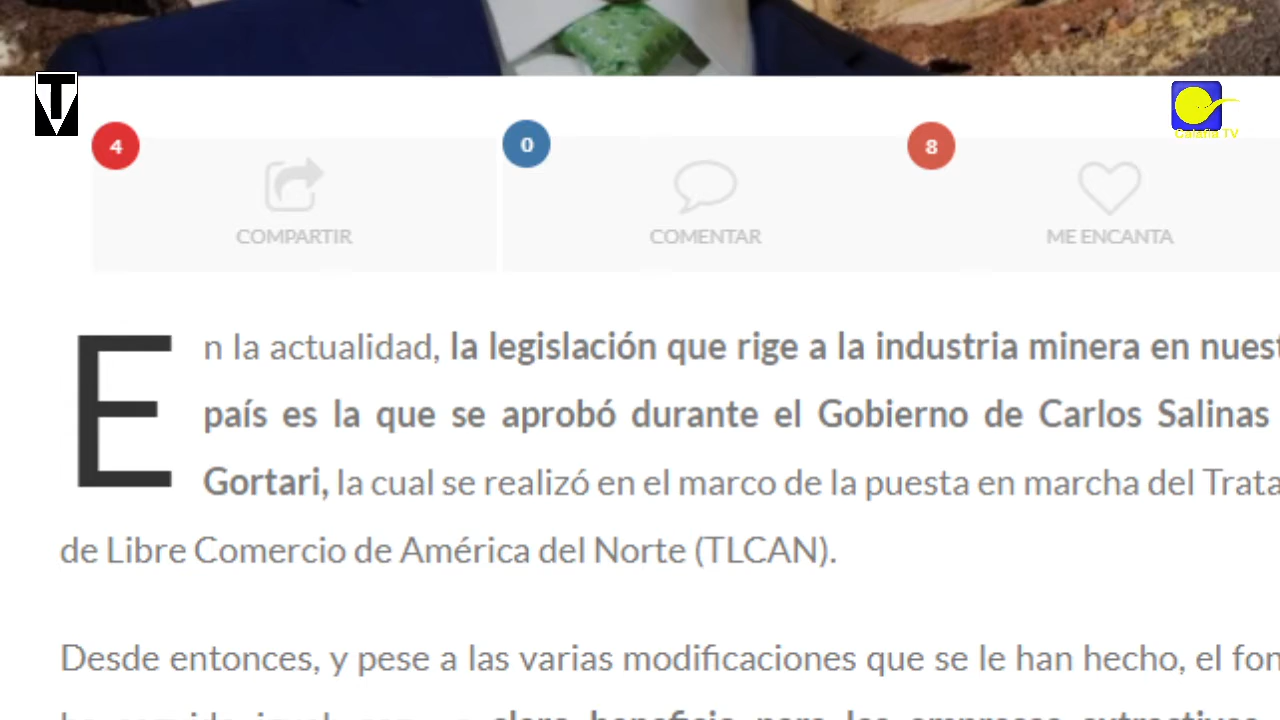 TV
Calafia TV
4
0
8
COMPARTIR
COMENTAR
ME ENCANTA
En la actualidad, la legislación que rige a la industria minera en nuest
país es la que se aprobó durante el Gobierno de Carlos Salinas
Gortari, la cual se realizó en el marco de la puesta en marcha del Trata
de Libre Comercio de América del Norte (TLCAN).
Desde entonces, y pese a las varias modificaciones que se le han hecho, el fon